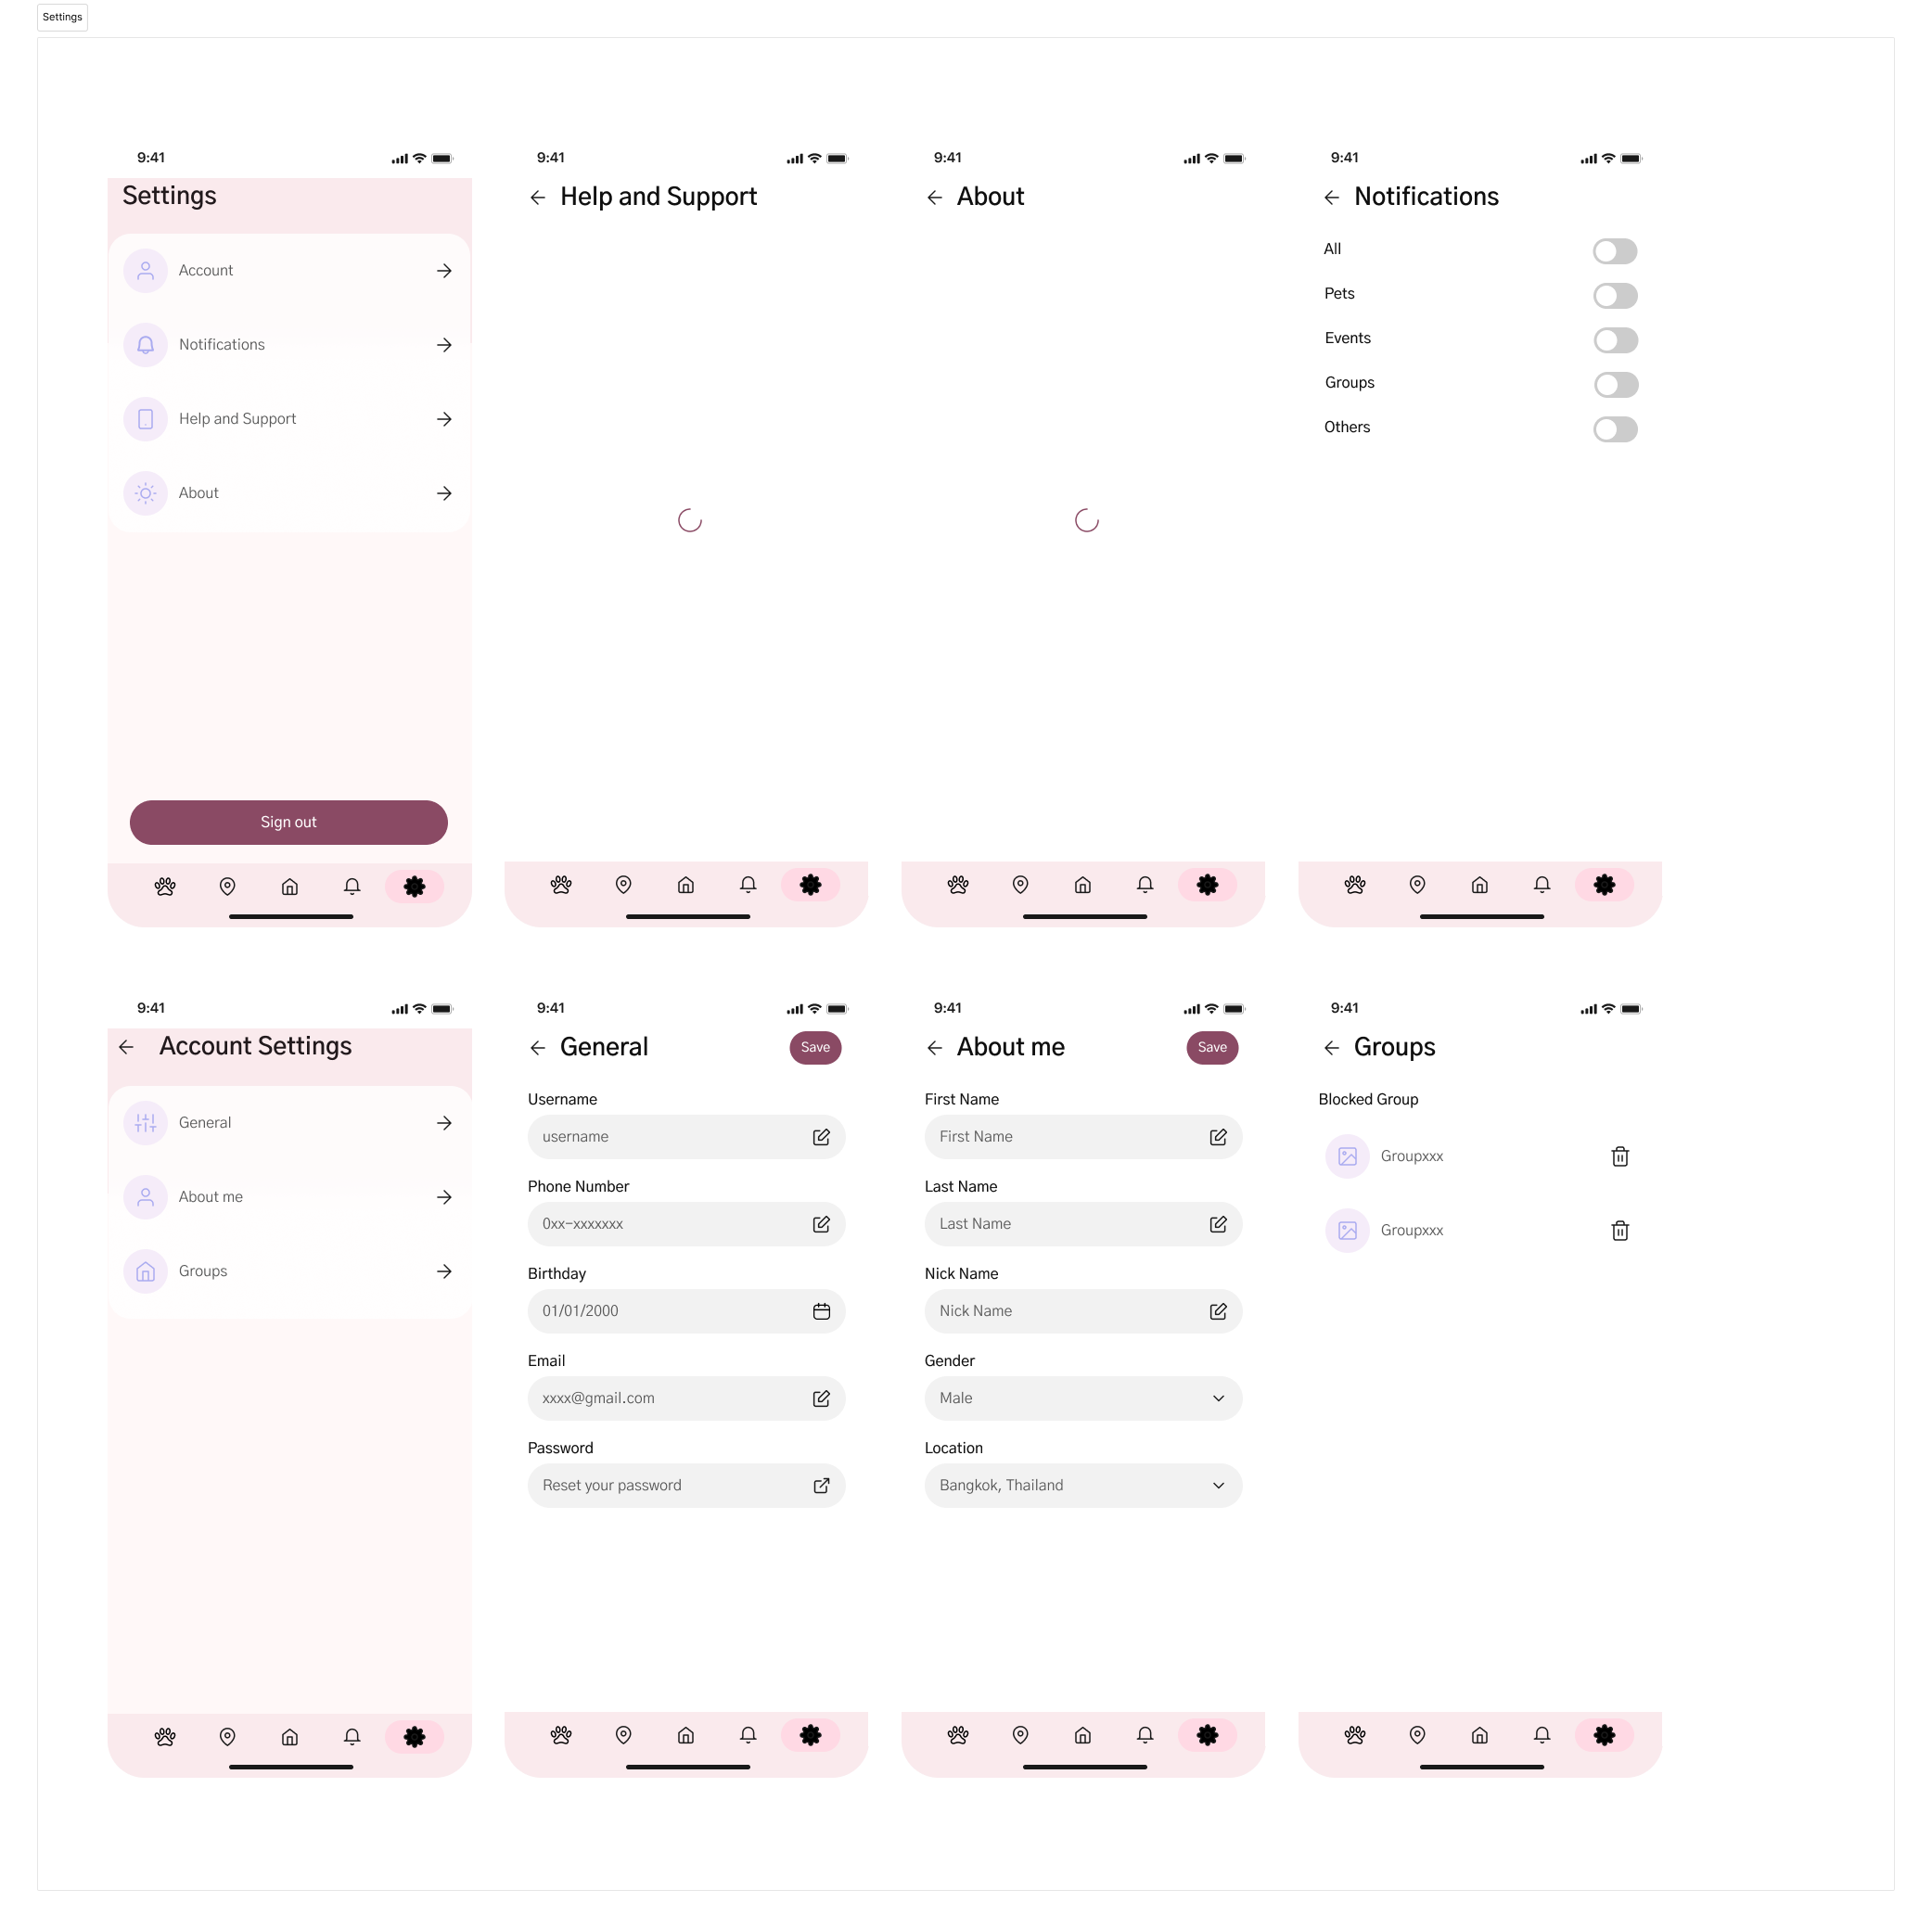 Settings
9:41
Settings
Account
Notifications
Help and Support
About
Sign out
9:41
Help and Support
9:41
About
9:41
Notifications
All
Pets
Events
Groups
Others
9:41
Account Settings
General
About me
Groups
9:41
General
Save
Username
username
Phone Number
0xx-xxxxxxx
Birthday
01/01/2000
Email
xxxx@gmail.com
Password
Reset your password
9:41
About me
Save
First Name
First Name
Last Name
Last Name
Nick Name
Nick Name
Gender
Male
Location
Bangkok, Thailand
9:41
Groups
Blocked Group
Groupxxx
Groupxxx